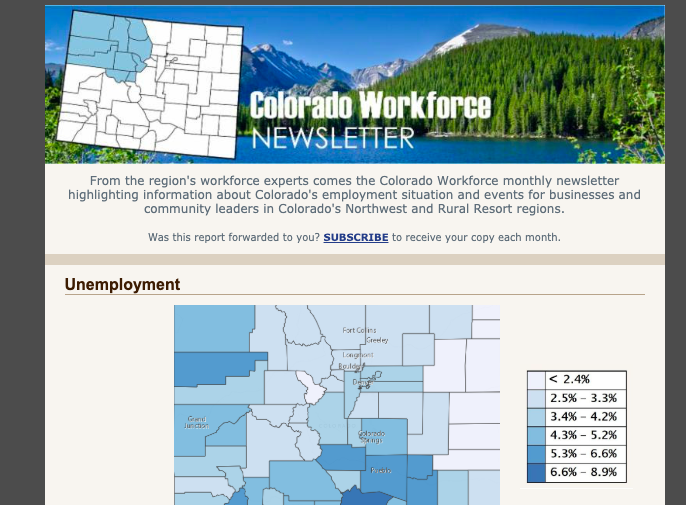 Colorado Workforce
NEWSLETTER
From the region's workforce experts comes the Colorado Workforce monthly newsletter
highlighting information about Colorado's employment situation and events for businesses and
community leaders in Colorado's Northwest and Rural Resort regions.
Was this report forwarded to you? SUBSCRIBE to receive your copy each month.
Unemployment
Fort Collins
Greeley
Longmont
Boulder
Denver
Grand
Junction
Colorado
Springs
Pueblo
< 2.4%
2.5% - 3.3%
3.4% - 4.2%
4.3% - 5.2%
5.3% - 6.6%
6.6% - 8.9%